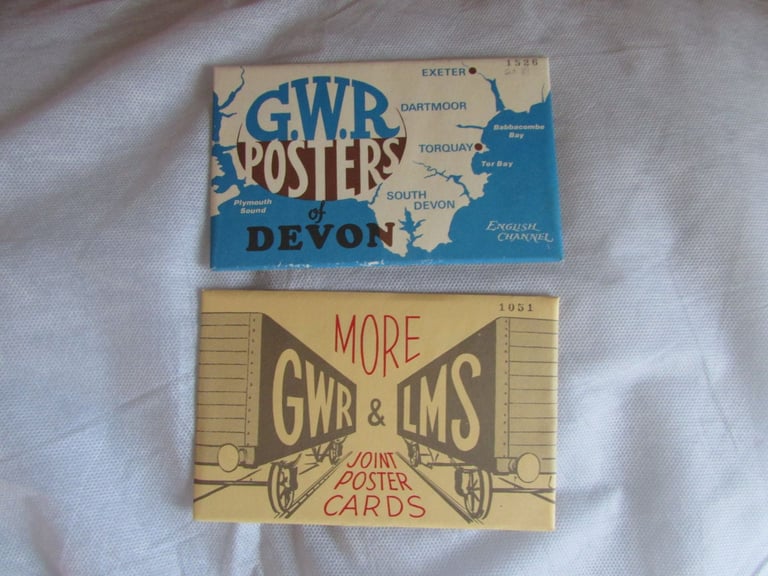 1526
EXETER
G.W.R
DARTMOOR
POSTERS
Babbacombe
Bay
TORQUAY
Tor Bay
SOUTH
DEVON
Plymouth
Sound
of
DEVON
ENGLISH
CHANNEL
1051
MORE
GWR & LMS
JOINT
POSTER
CARDS